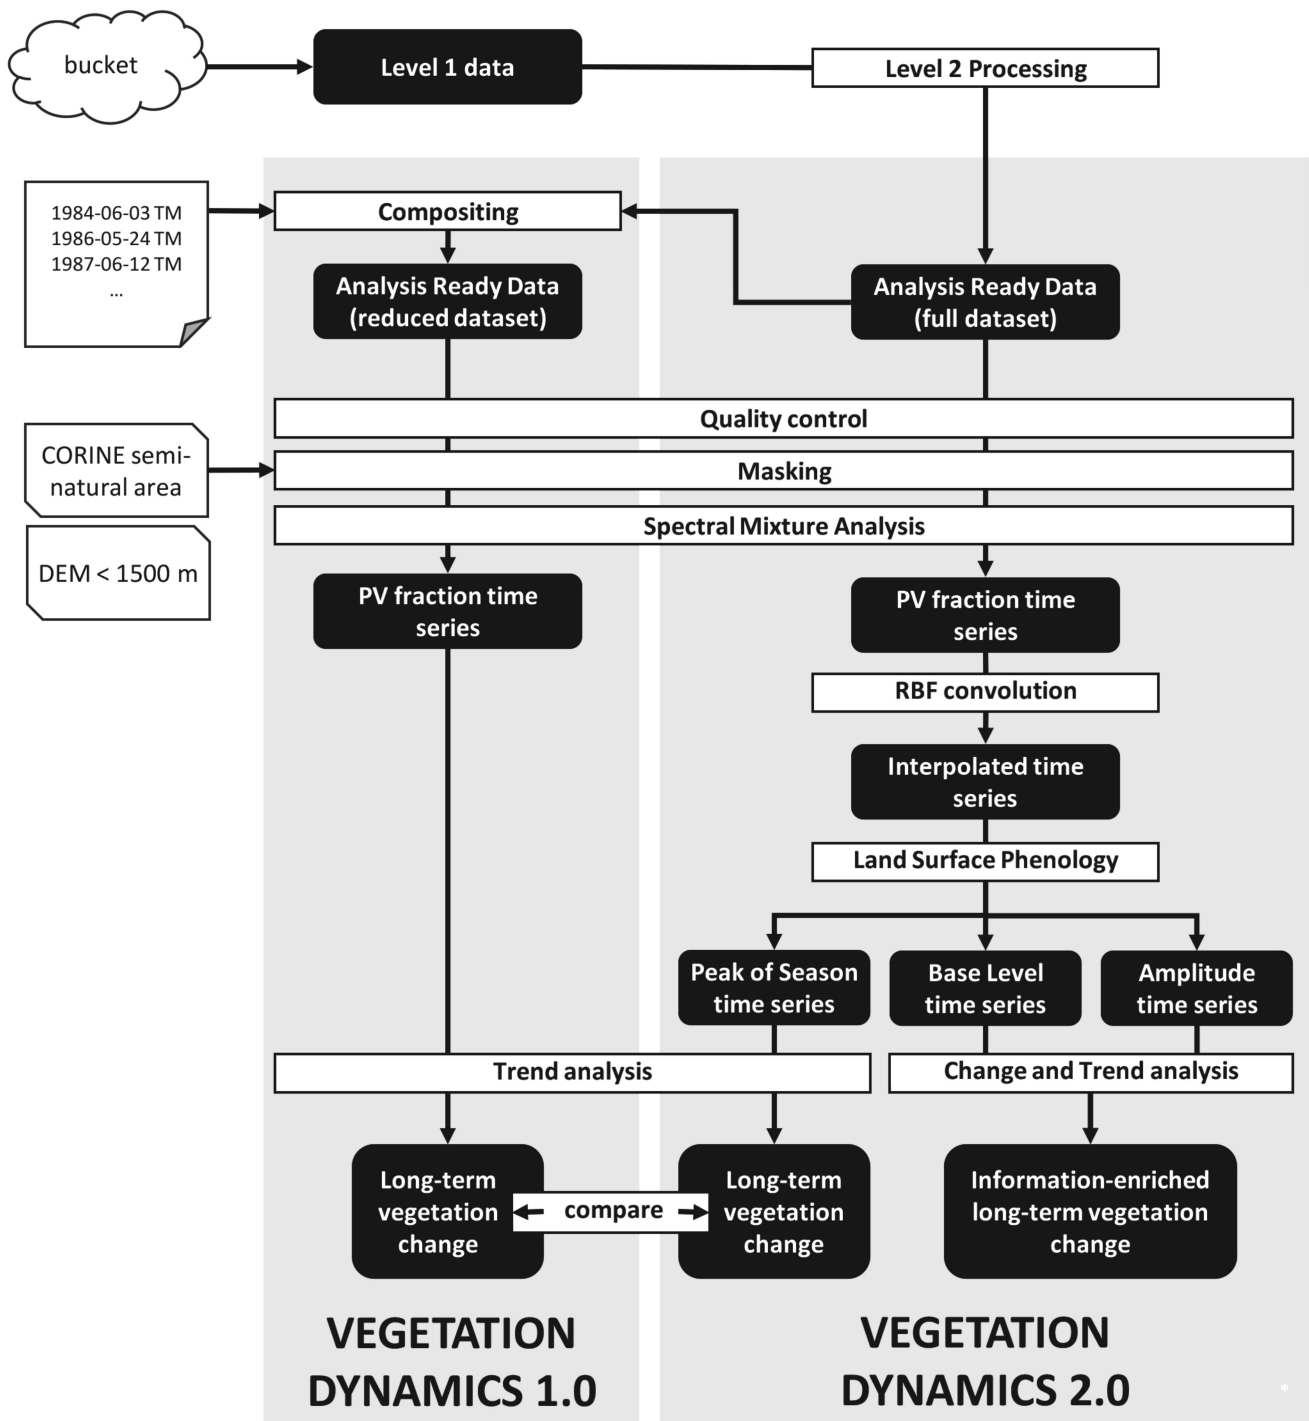 bucket
Level 1 data
Level 2 Processing
1984-06-03 TM
1986-05-24 TM
1987-06-12 TM
...
Compositing
Analysis Ready Data
(reduced dataset)
Analysis Ready Data
(full dataset)
Quality control
CORINE semi-
natural area
Masking
Spectral Mixture Analysis
DEM < 1500 m
PV fraction time
series
PV fraction time
series
RBF convolution
Interpolated time
series
Land Surface Phenology
Peak of Season
time series
Base Level
time series
Amplitude
time series
Trend analysis
Change and Trend analysis
Long-term
vegetation
change
compare
Long-term
vegetation
change
Information-enriched
long-term vegetation
change
VEGETATION
DYNAMICS 1.0
VEGETATION
DYNAMICS 2.0
*